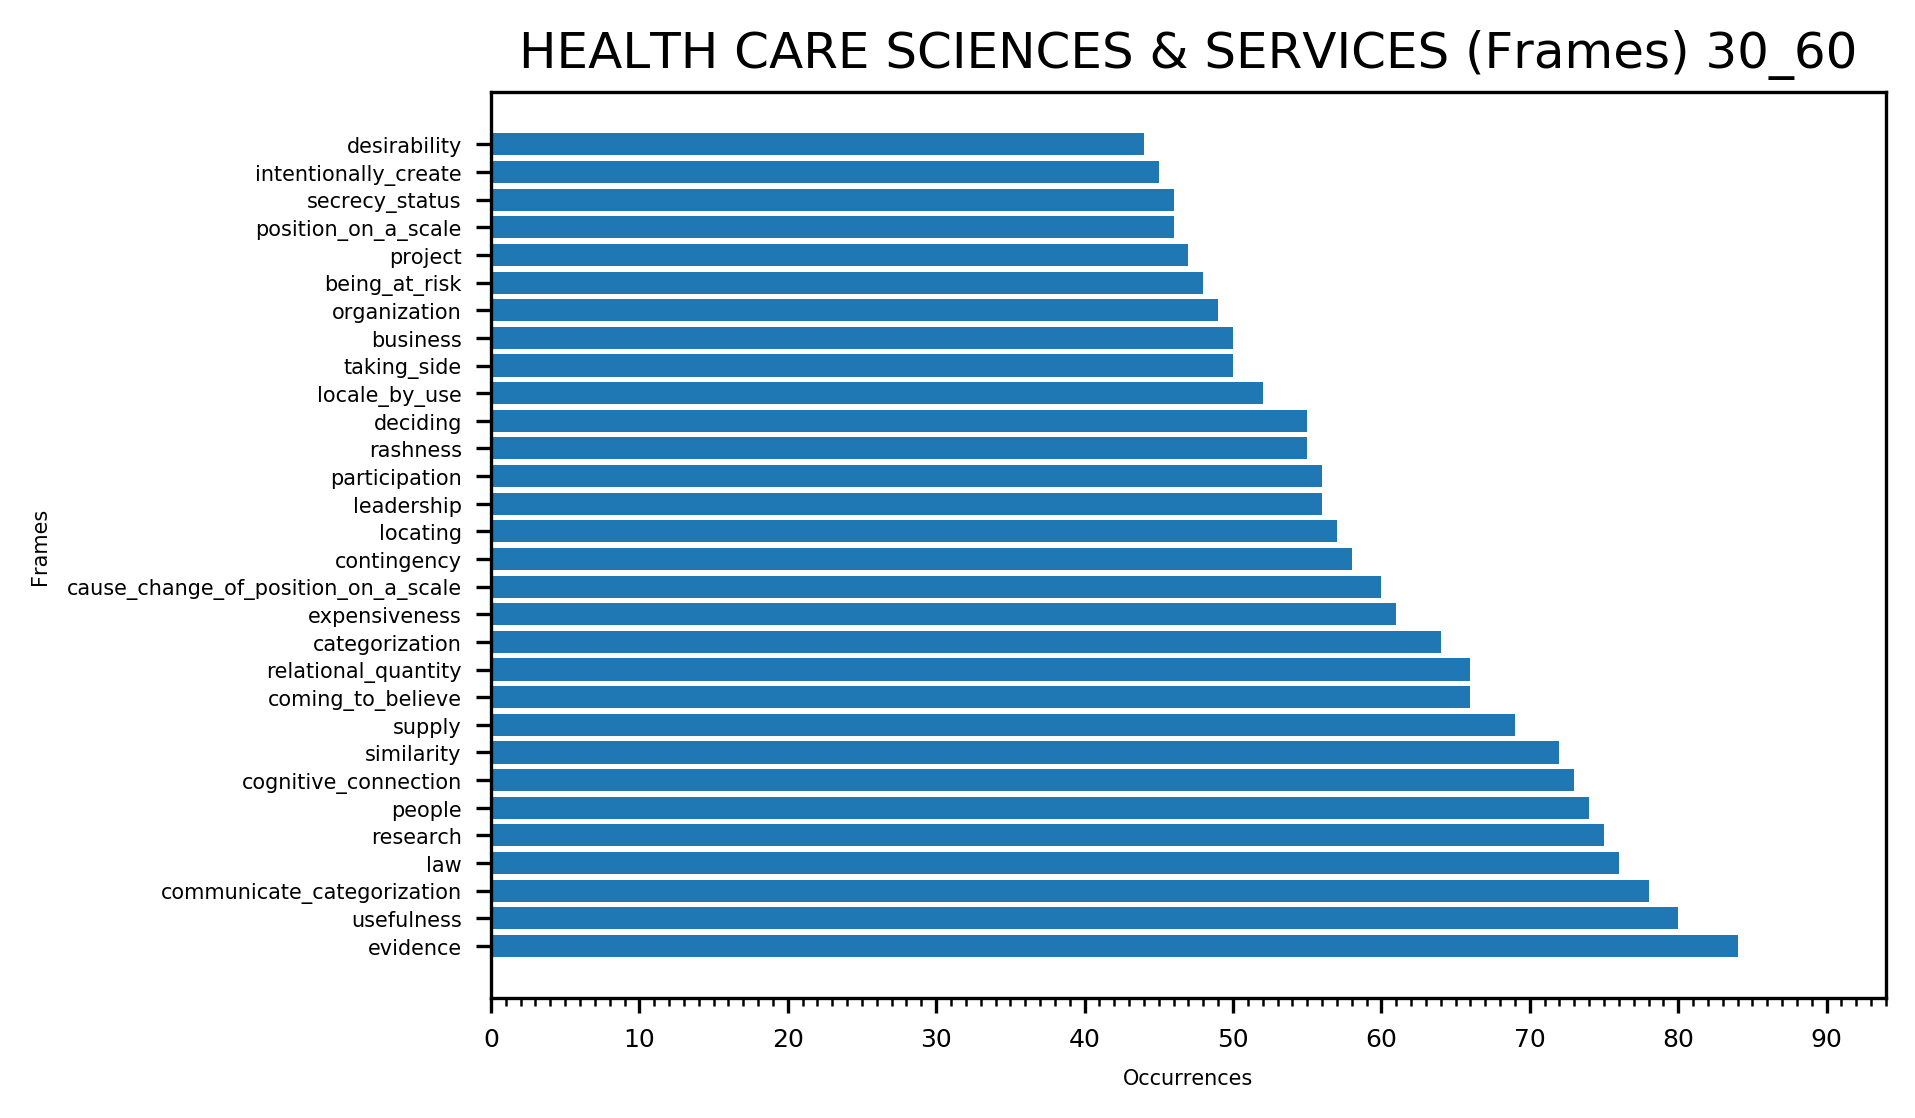 HEALTH CARE SCIENCES & SERVICES (Frames) 30_60
desirability
intentionally_create
secrecy_status
position_on_a_scale
project
being_at_risk
organization
business
taking_side
locale_by_use
deciding
rashness
participation
leadership
locating
contingency
cause_change_of_position_on_a_scale
expensiveness
categorization
relational_quantity
coming_to_believe
supply
similarity
cognitive_connection
people
research
law
communicate_categorization
usefulness
evidence
Frames
0 10 20 30 40 50 60 70 80 90
Occurrences